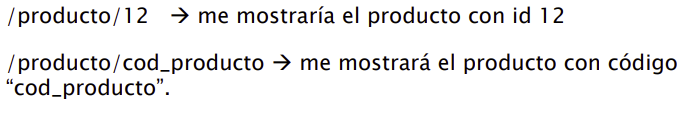 /producto/12 → me mostraría el producto con id 12
/producto/cod_producto → me mostrará el producto con código
“cod_producto”.